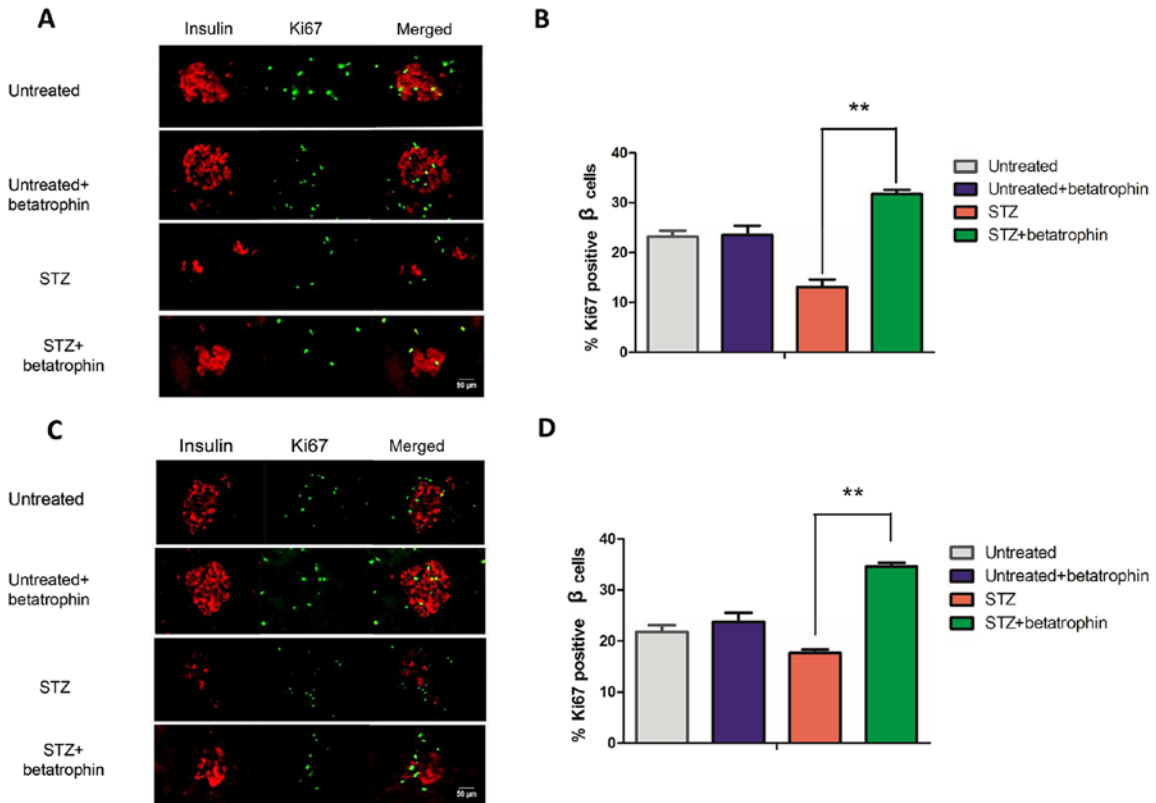 A
Insulin Ki67 Merged
Untreated
Untreated+
betatrophin
STZ
STZ+
betatrophin
50 µm
B
**
% Ki67 positive β cells
40
30
20
10
0
Untreated
Untreated+betatrophin
STZ
STZ+betatrophin
C
Insulin Ki67 Merged
Untreated
Untreated+
betatrophin
STZ
STZ+
betatrophin
50 µm
D
**
% Ki67 positive β cells
40
30
20
10
0
Untreated
Untreated+betatrophin
STZ
STZ+betatrophin